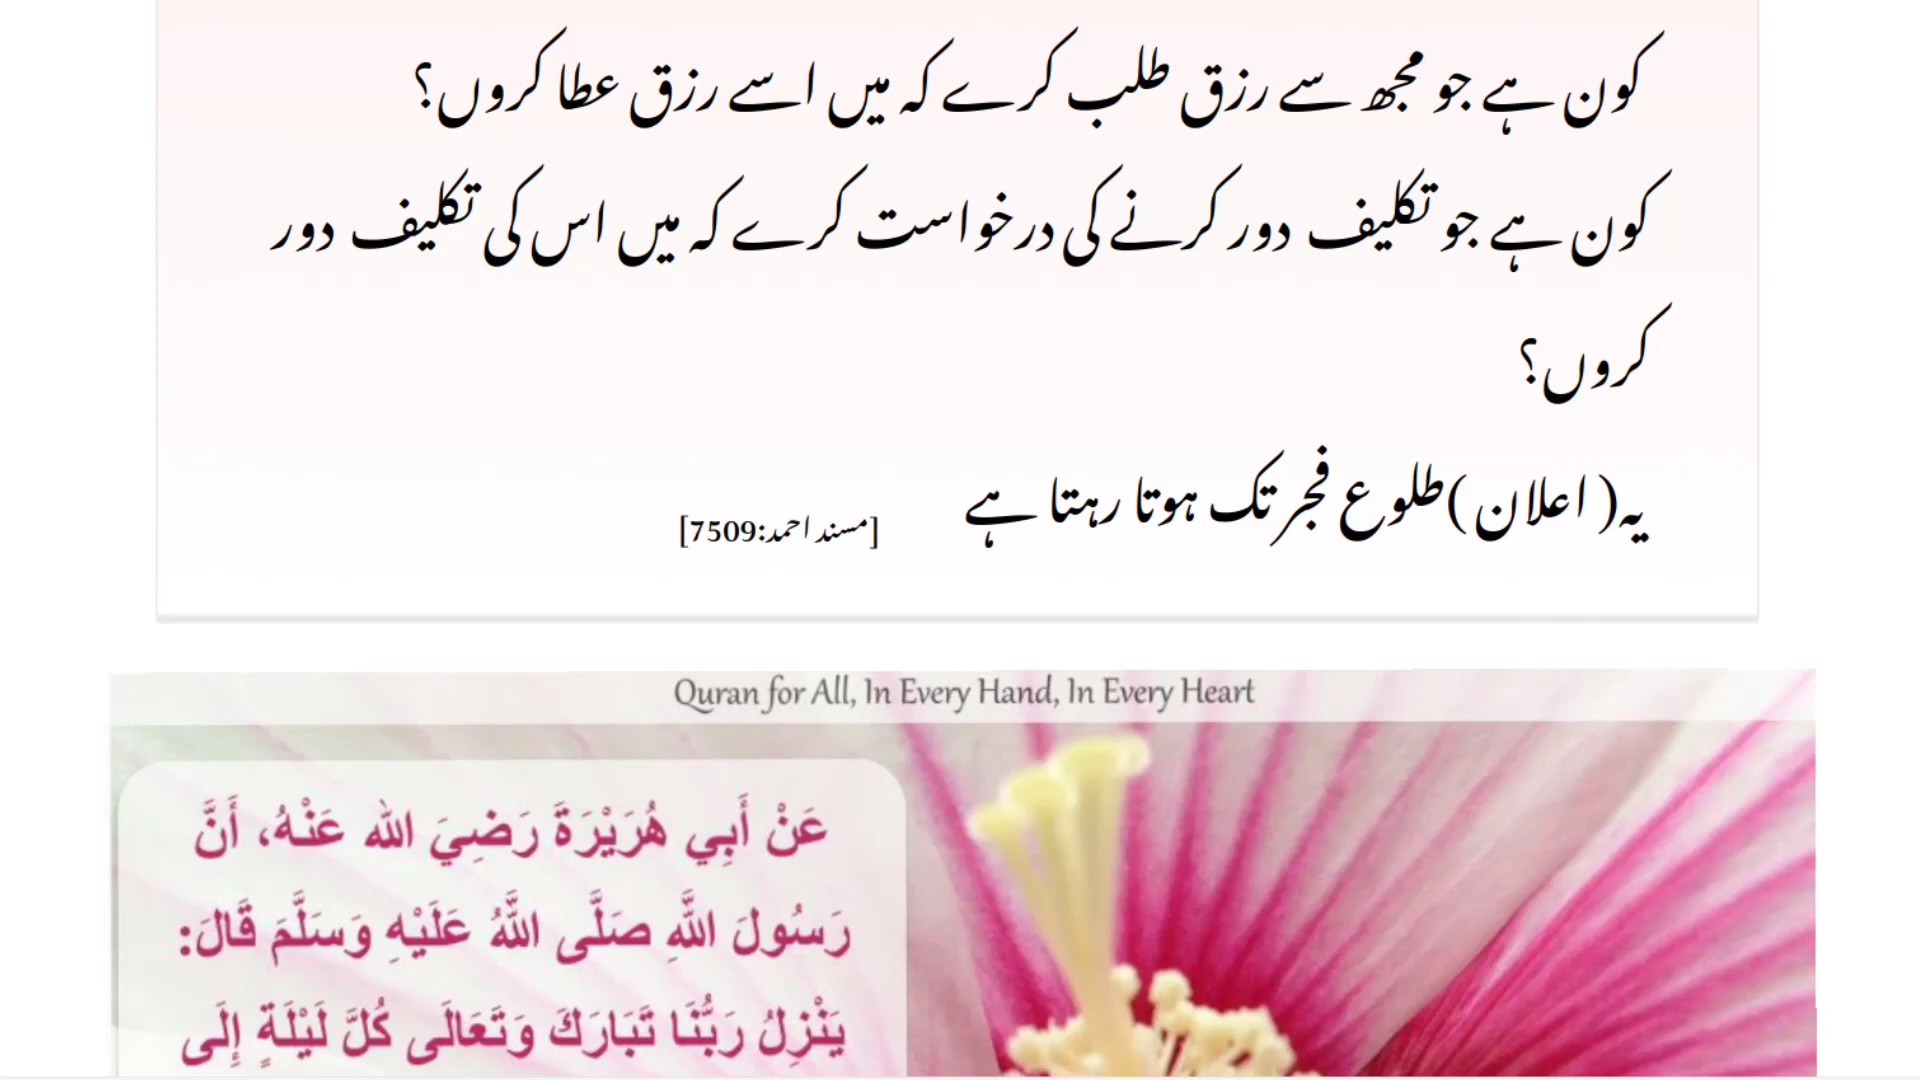 کون ہے جو مجھ سے رزق طلب کرے کہ میں اسے رزق عطا کروں؟
کون ہے جو تکلیف دور کرنے کی درخواست کرے کہ میں اس کی تکلیف دور
کروں؟
یہ( اعلان )طلوع فجر تک ہوتا رہتا ہے [مسند احمد:7509]
Quran for All, In Every Hand, In Every Heart
عَنْ أَبِي هُرَيْرَةَ رَضِيَ الله عَنْهُ، أَنَّ
رَسُولَ اللَّهِ صَلَّى اللَّهُ عَلَيْهِ وَسَلَّمَ قَالَ:
يَنْزِلُ رَبُّنَا تَبَارَكَ وَتَعَالَى كُلَّ لَيْلَةٍ إِلَى